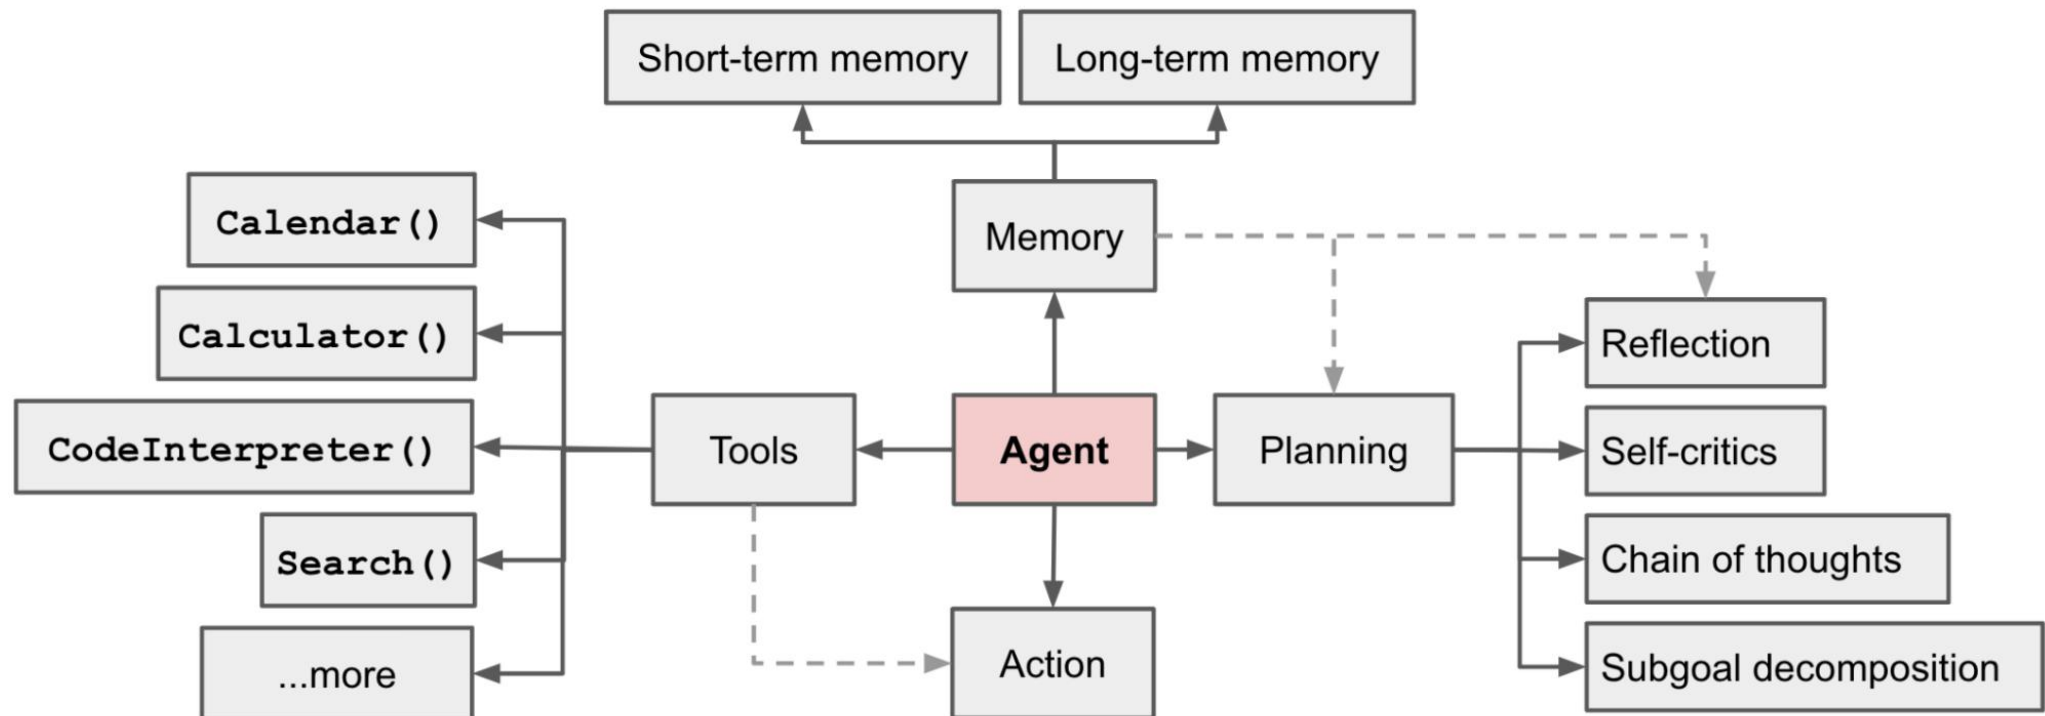 Short-term memory
Long-term memory
Calendar()
Memory
Calculator()
Reflection
CodeInterpreter()
Tools
Agent
Planning
Self-critics
Search()
Chain of thoughts
...more
Action
Subgoal decomposition